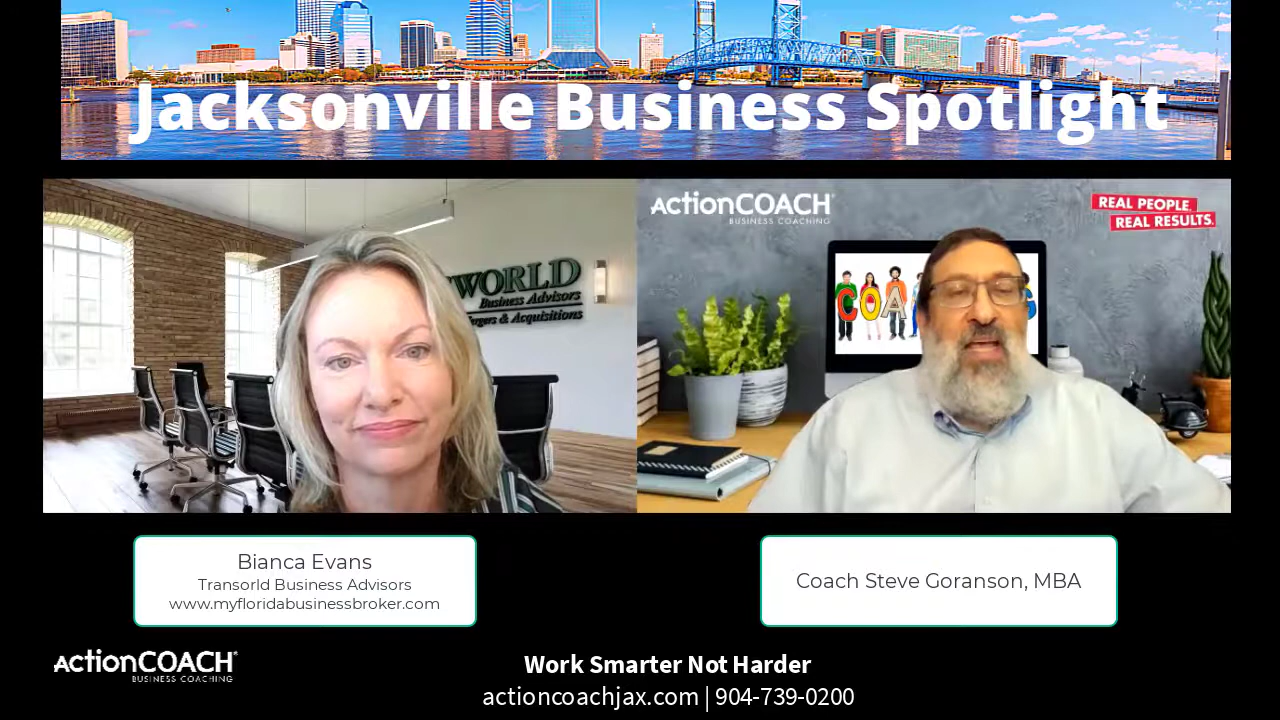 Jacksonville Business Spotlight
WORLD
Business Advisors
& Acquisitions
ActionCOACH
BUSINESS COACHING
REAL PEOPLE.
REAL RESULTS.
COA
Bianca Evans
Transorld Business Advisors
www.myfloridabusinessbroker.com
Coach Steve Goranson, MBA
ActionCOACH
BUSINESS COACHING
Work Smarter Not Harder
actioncoachjax.com | 904-739-0200